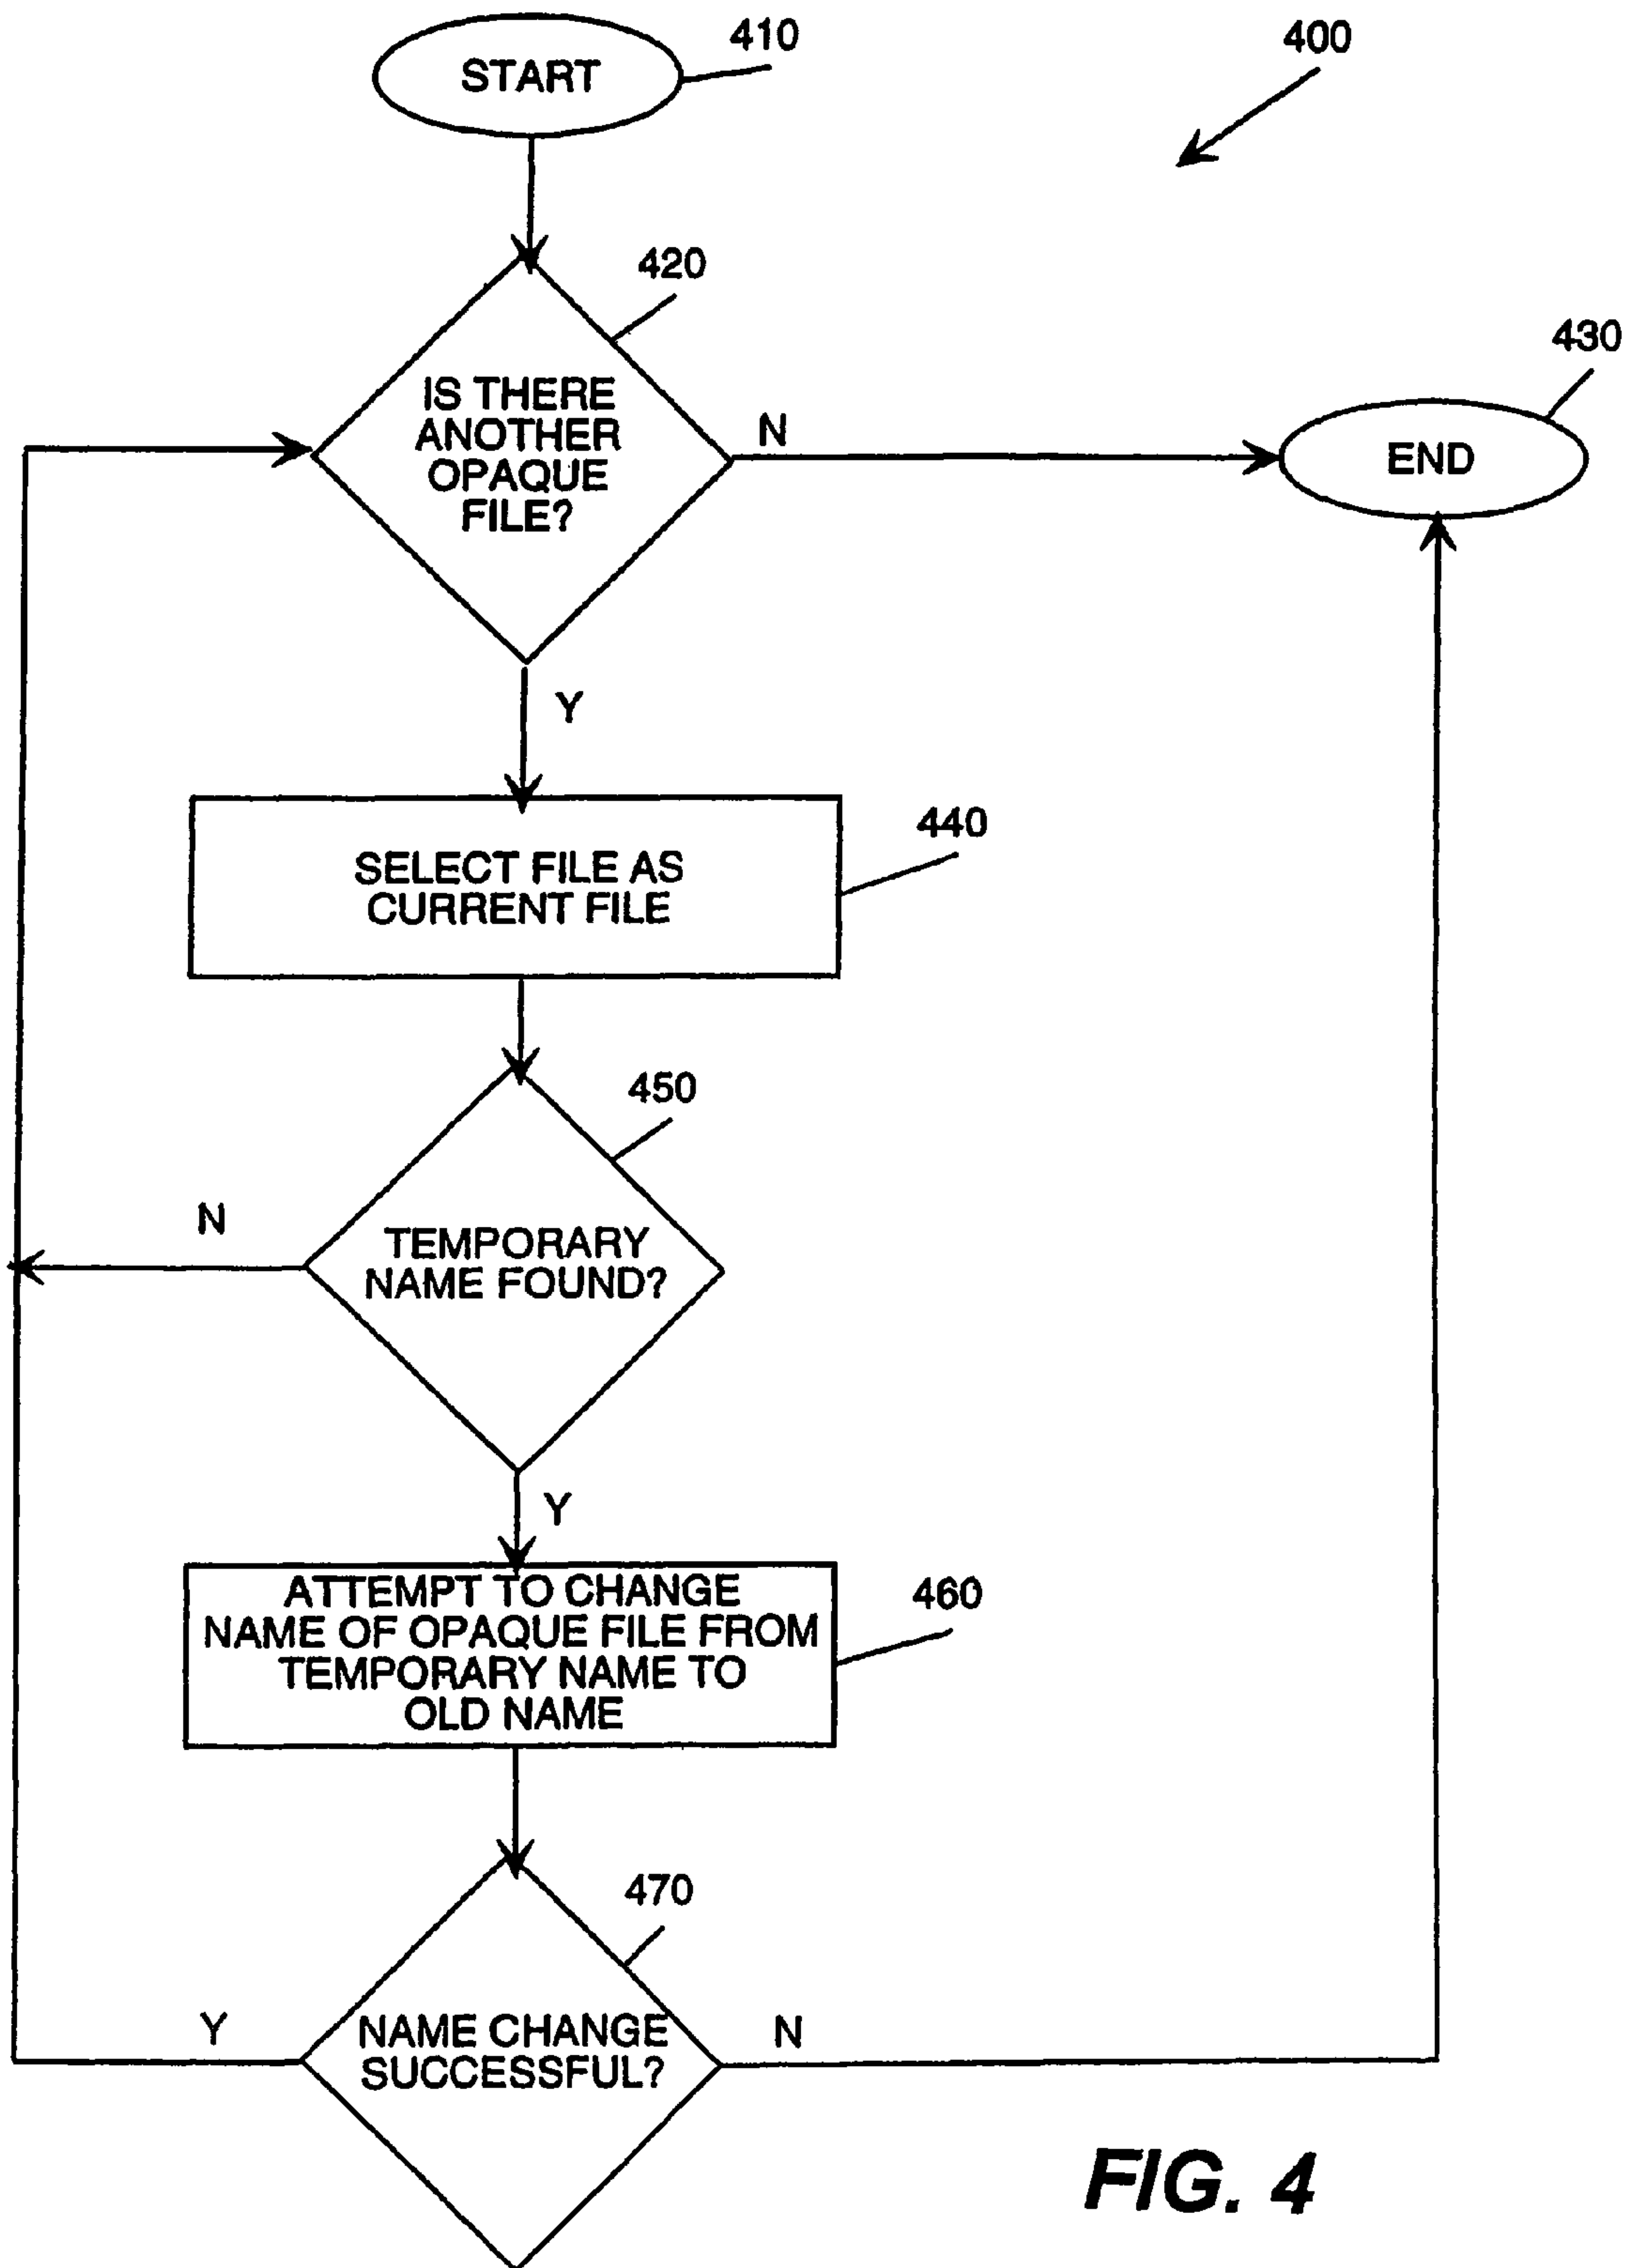 410
400
START
420
430
IS THERE
ANOTHER
OPAQUE
FILE?
N
END
Y
440
SELECT FILE AS
CURRENT FILE
450
N
TEMPORARY
NAME FOUND?
Y
460
ATTEMPT TO CHANGE
NAME OF OPAQUE FILE FROM
TEMPORARY NAME TO
OLD NAME
470
Y
NAME CHANGE
SUCCESSFUL?
N
FIG. 4